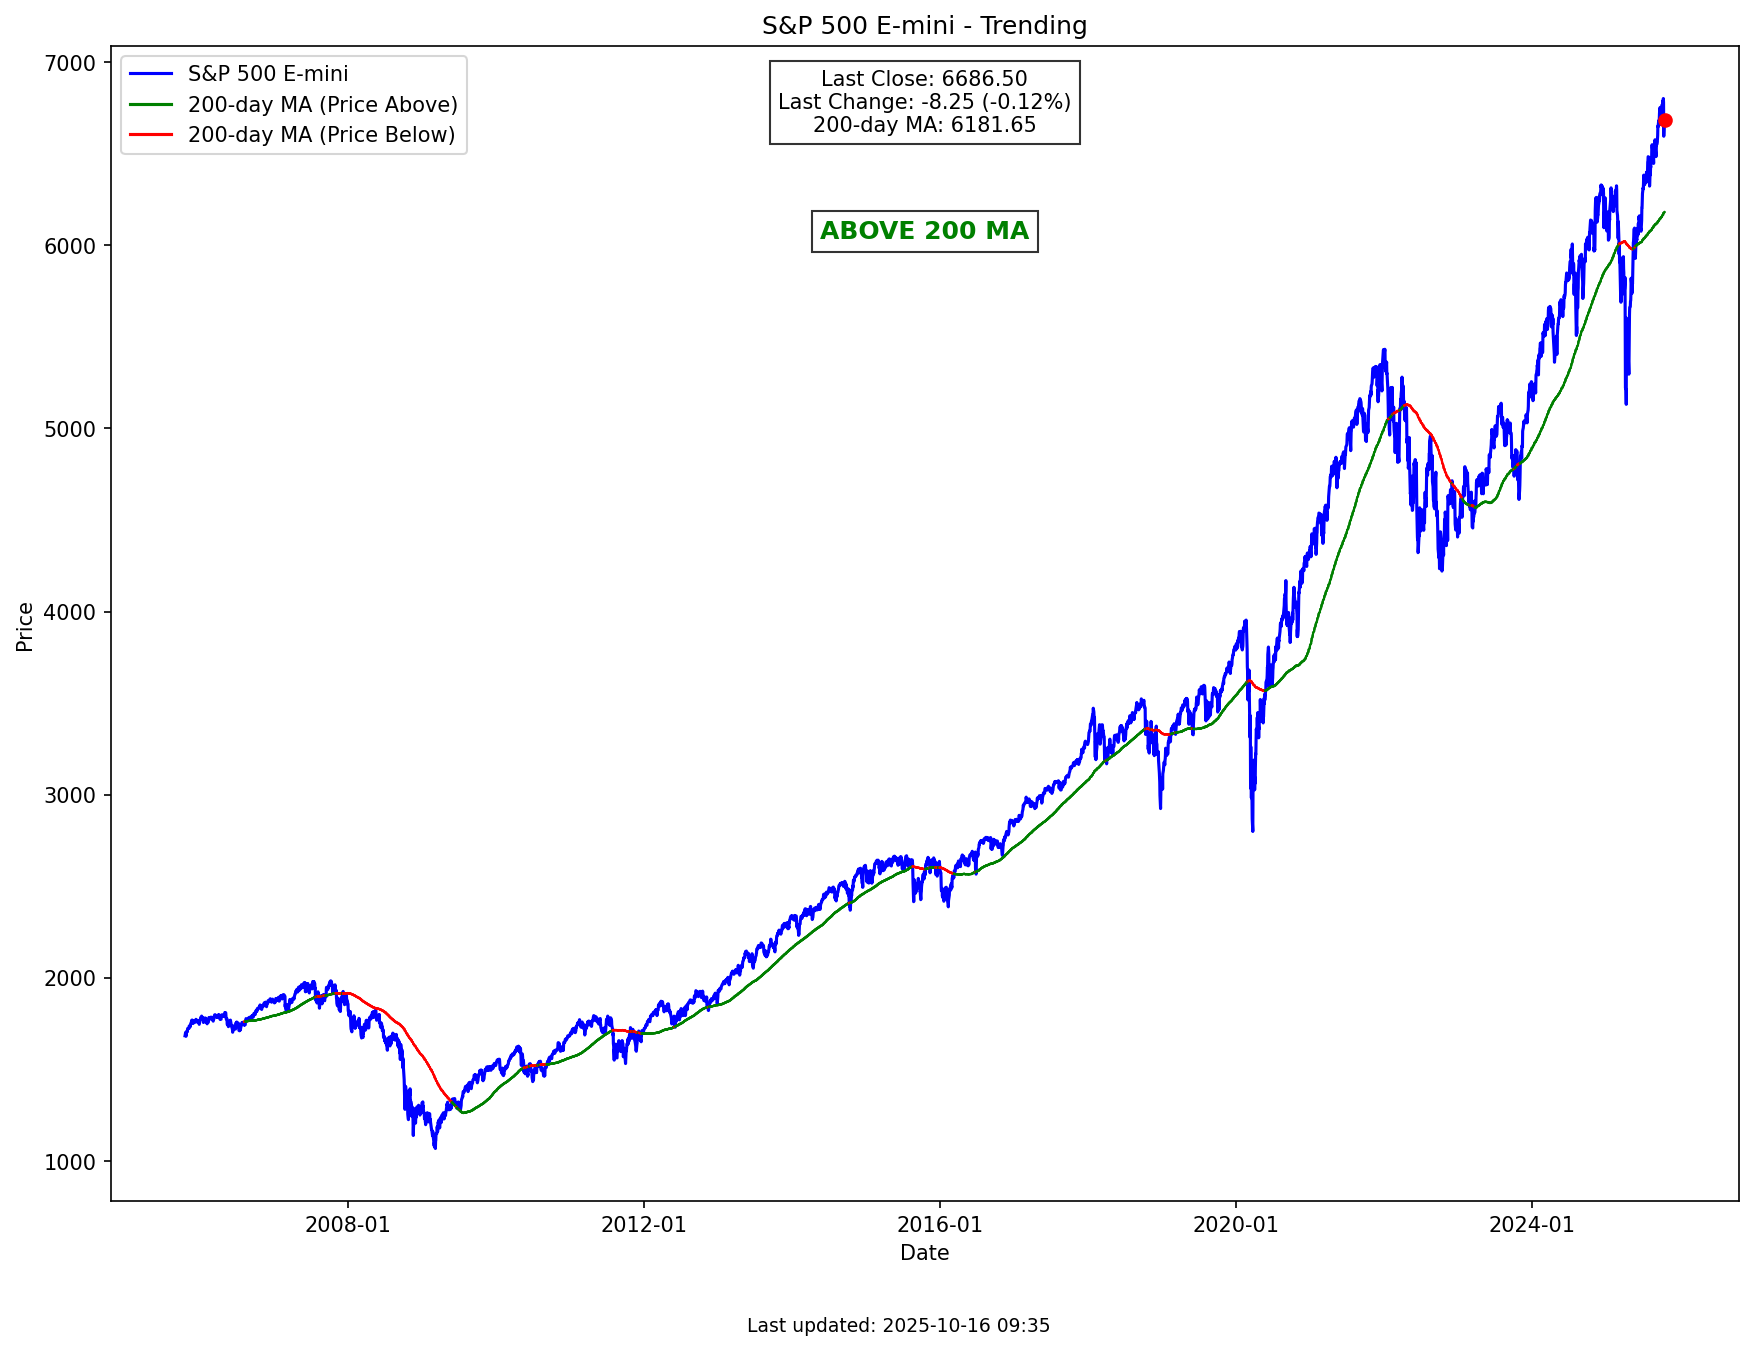 S&P 500 E-mini - Trending
S&P 500 E-mini
200-day MA (Price Above)
200-day MA (Price Below)
Last Close: 6686.50
Last Change: -8.25 (-0.12%)
200-day MA: 6181.65
ABOVE 200 MA
Price
7000
6000
5000
4000
3000
2000
1000
2008-01
2012-01
2016-01
2020-01
2024-01
Date
Last updated: 2025-10-16 09:35